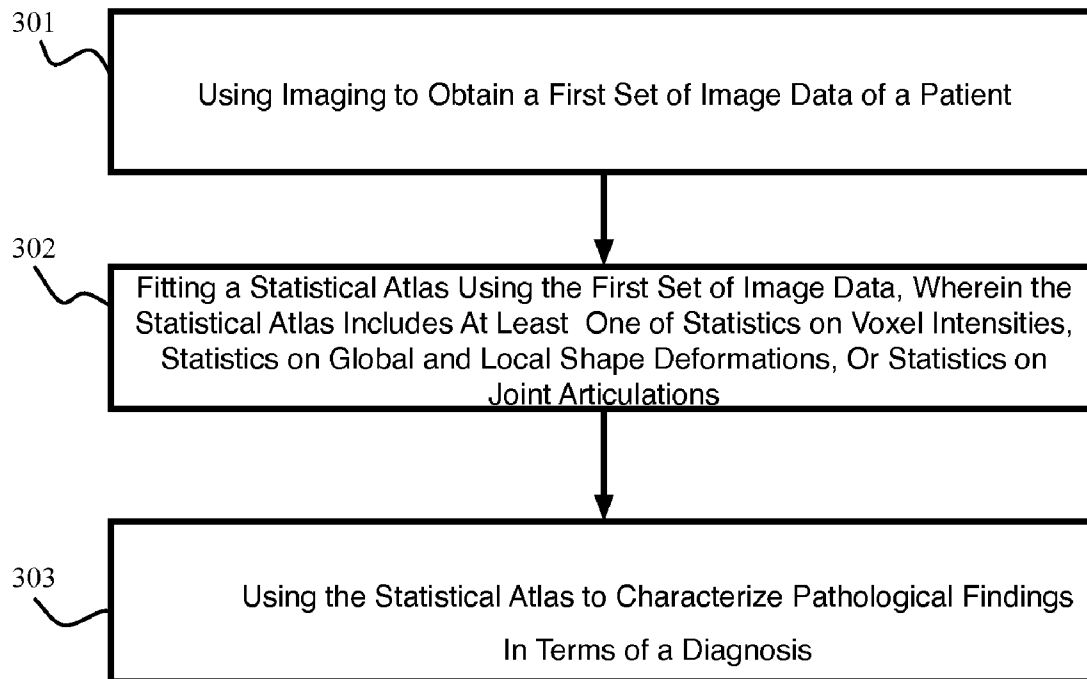 301
Using Imaging to Obtain a First Set of Image Data of a Patient
302
Fitting a Statistical Atlas Using the First Set of Image Data, Wherein the
Statistical Atlas Includes At Least One of Statistics on Voxel Intensities,
Statistics on Global and Local Shape Deformations, Or Statistics on
Joint Articulations
303
Using the Statistical Atlas to Characterize Pathological Findings
In Terms of a Diagnosis